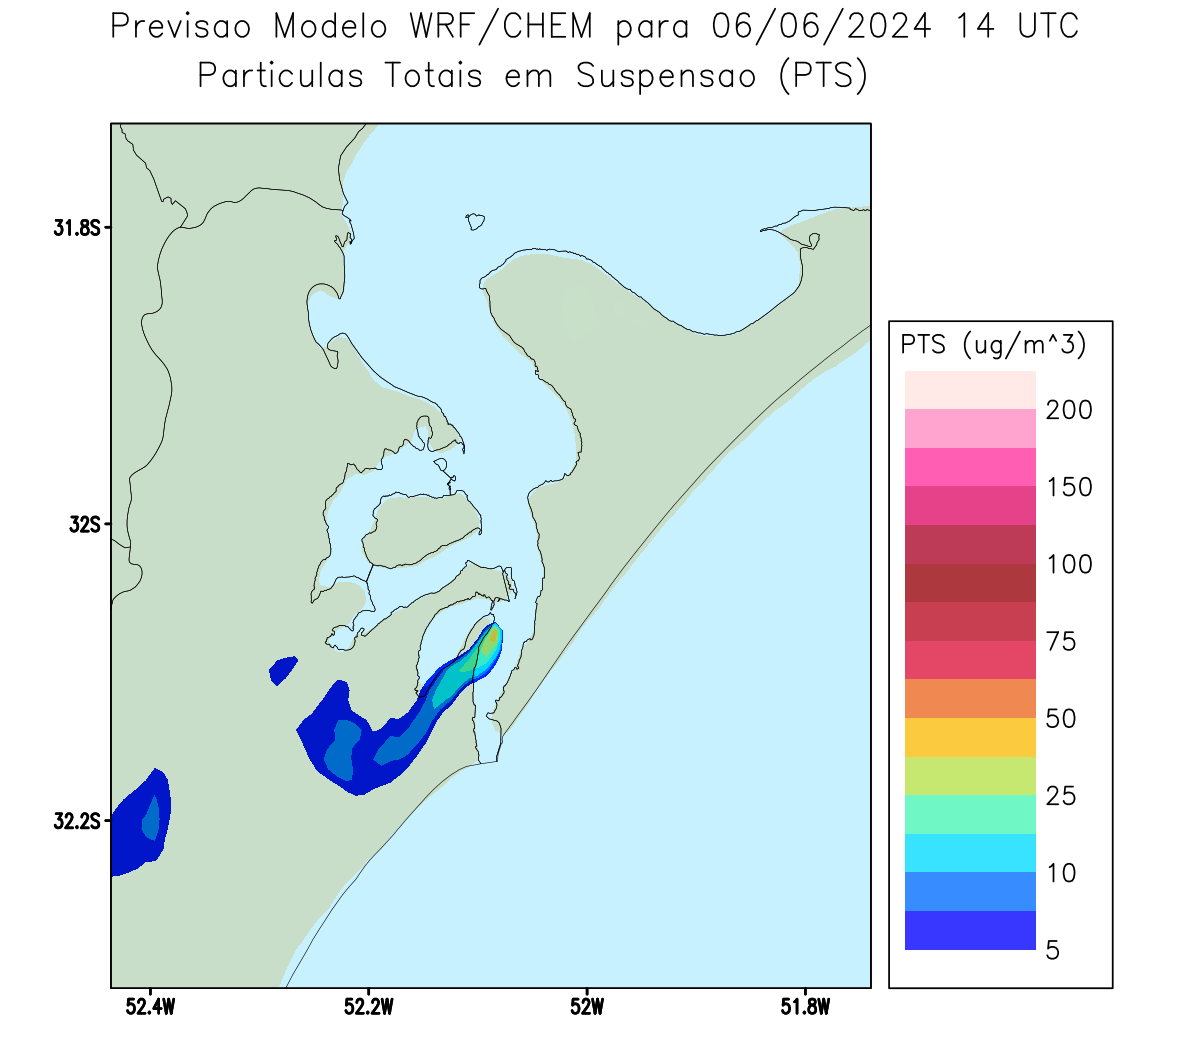 Previsao Modelo WRF/CHEM para 06/06/2024 14 UTC
Particulas Totais em Suspensao (PTS)
31.8S
32S
32.2S
52.4W
52.2W
52W
51.8W
PTS (ug/m^3)
200
150
100
75
50
25
10
5